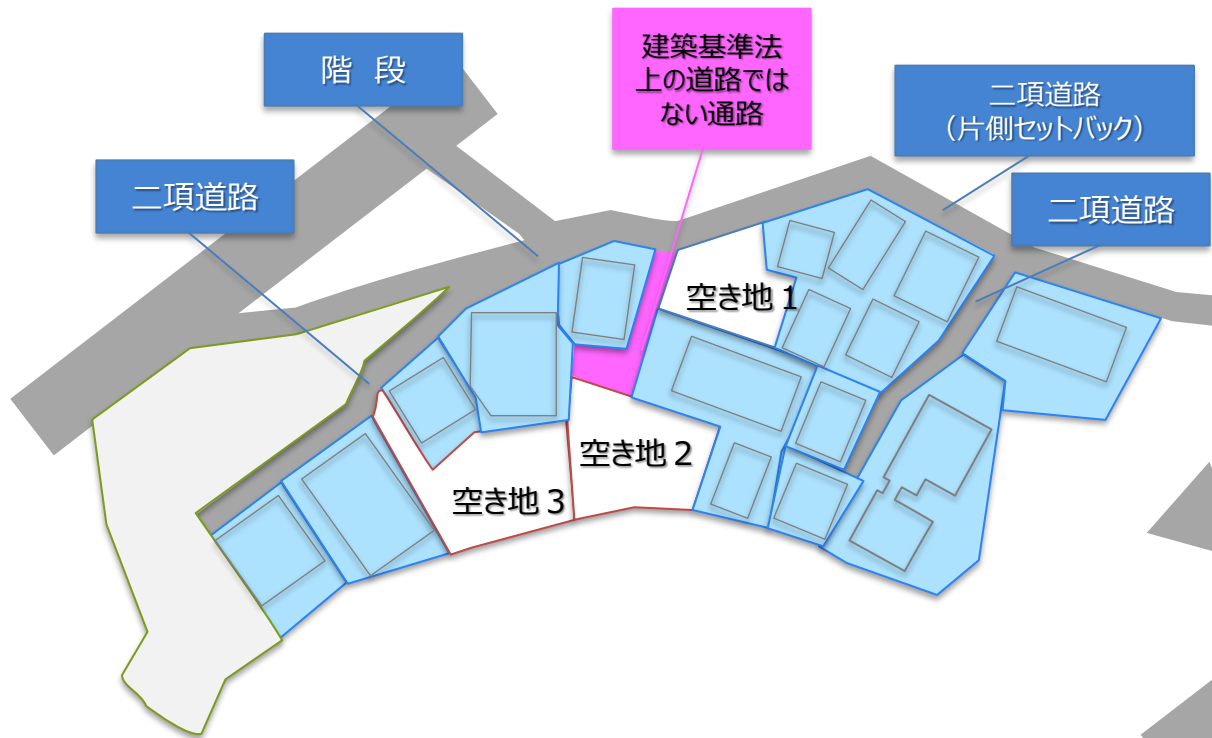 建築基準法
上の道路では
ない通路
階　段
二項道路
（片側セットバック）
二項道路
二項道路
空き地１
空き地２
空き地３